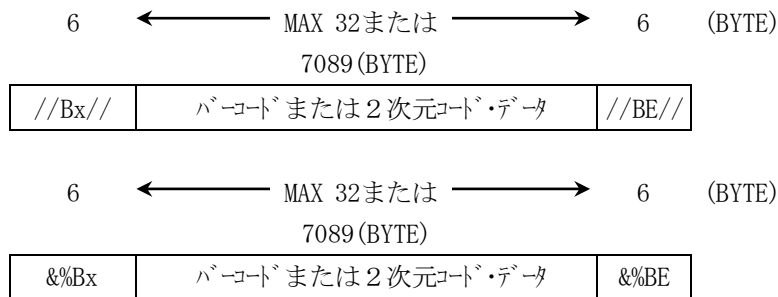 6 MAX 32または 6 (BYTE)
7089(BYTE)
//Bx// バーコードまたは２次元コード・データ //BE//
6 MAX 32または 6 (BYTE)
7089(BYTE)
&%Bx バーコードまたは２次元コード・データ &%BE